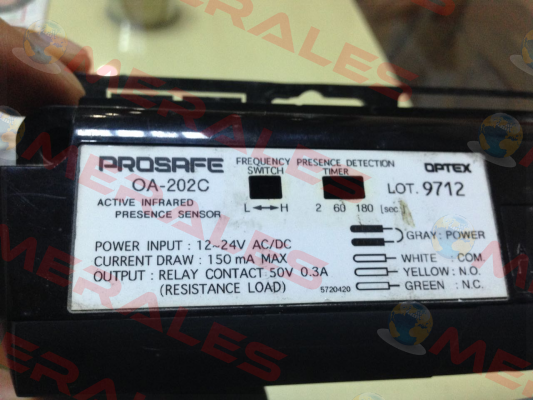 PROSAFE
OA-202C
ACTIVE INFRARED
PRESENCE SENSOR
FREQUENCY
SWITCH
L ↔ H
PRESENCE DETECTION
TIMER
2 60 180 [sec]
OPTEX
LOT. 9712
POWER INPUT : 12~24V AC/DC
CURRENT DRAW : 150 mA MAX
OUTPUT : RELAY CONTACT 50V 0.3A
(RESISTANCE LOAD)
5720420
GRAY : POWER
WHITE : COM.
YELLOW : N.O.
GREEN : N.C.
MERALES
MERALES
MERALES
MERALES